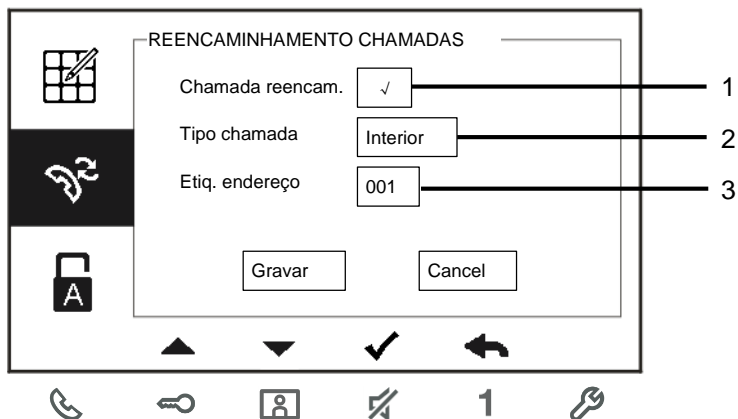 REENCAMINHAMENTO CHAMADAS
Chamada reencam. √ 1
Tipo chamada Interior 2
Etiq. endereço 001 3
A
Gravar Cancel
1